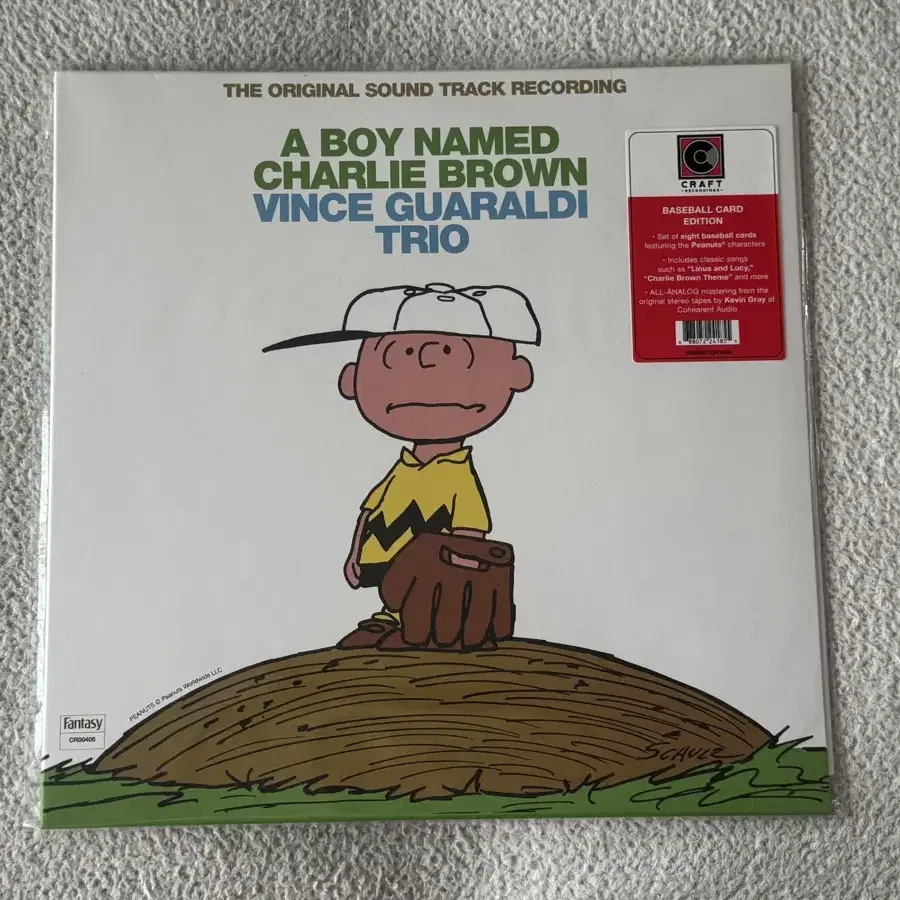 THE ORIGINAL SOUND TRACK RECORDING
A BOY NAMED
CHARLIE BROWN
VINCE GUARALDI
TRIO
CRAFT
RECORDINGS
BASEBALL CARD
EDITION
• Set of eight baseball cards
featuring the Peanuts® characters
• Includes classic songs
such as "Linus and Lucy,"
"Charlie Brown Theme" and more
• ALL-ANALOG mastering from the
original stereo tapes by Kevin Gray at
Cohearent Audio
PEANUTS © Peanuts Worldwide LLC
Fantasy
CR00405
SCHULZ